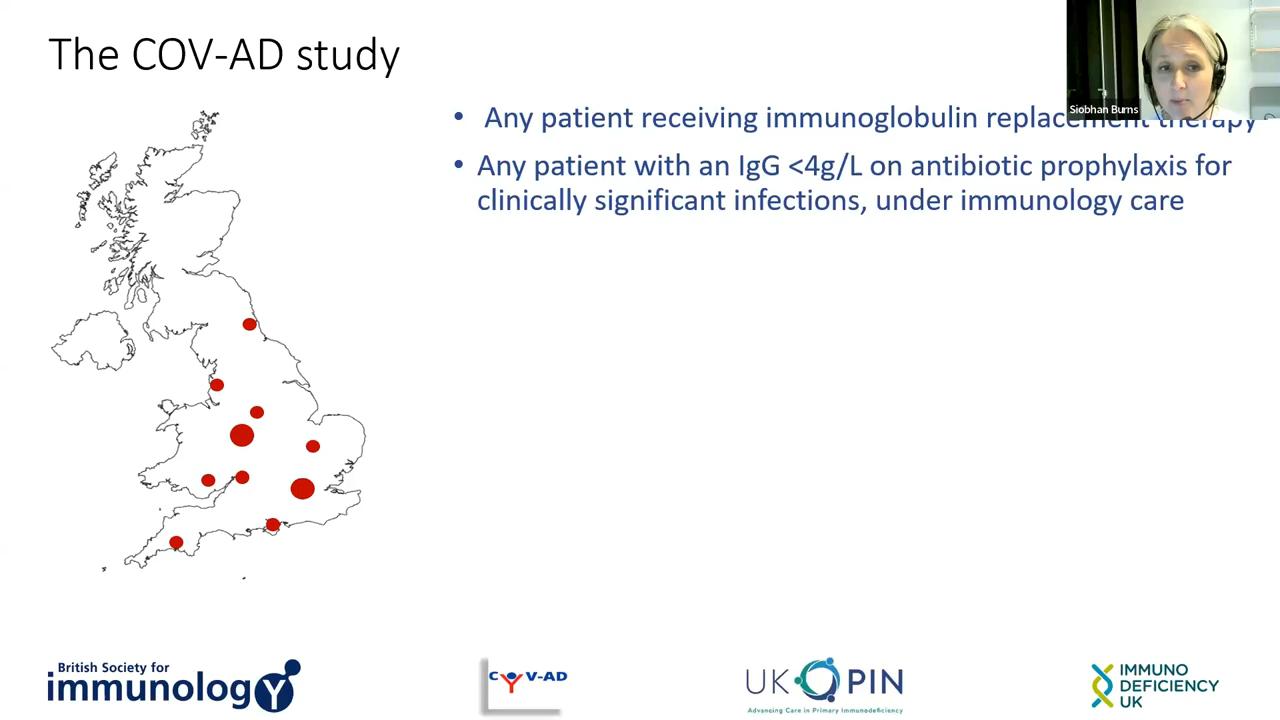 The COV-AD study
Siobhan Burns
• Any patient receiving immunoglobulin replacement therapy
• Any patient with an IgG <4g/L on antibiotic prophylaxis for
clinically significant infections, under immunology care
British Society for
immunology
COV-AD
UK PIN
Advancing Care in Primary Immunodeficiency
IMMUNO
DEFICIENCY
UK